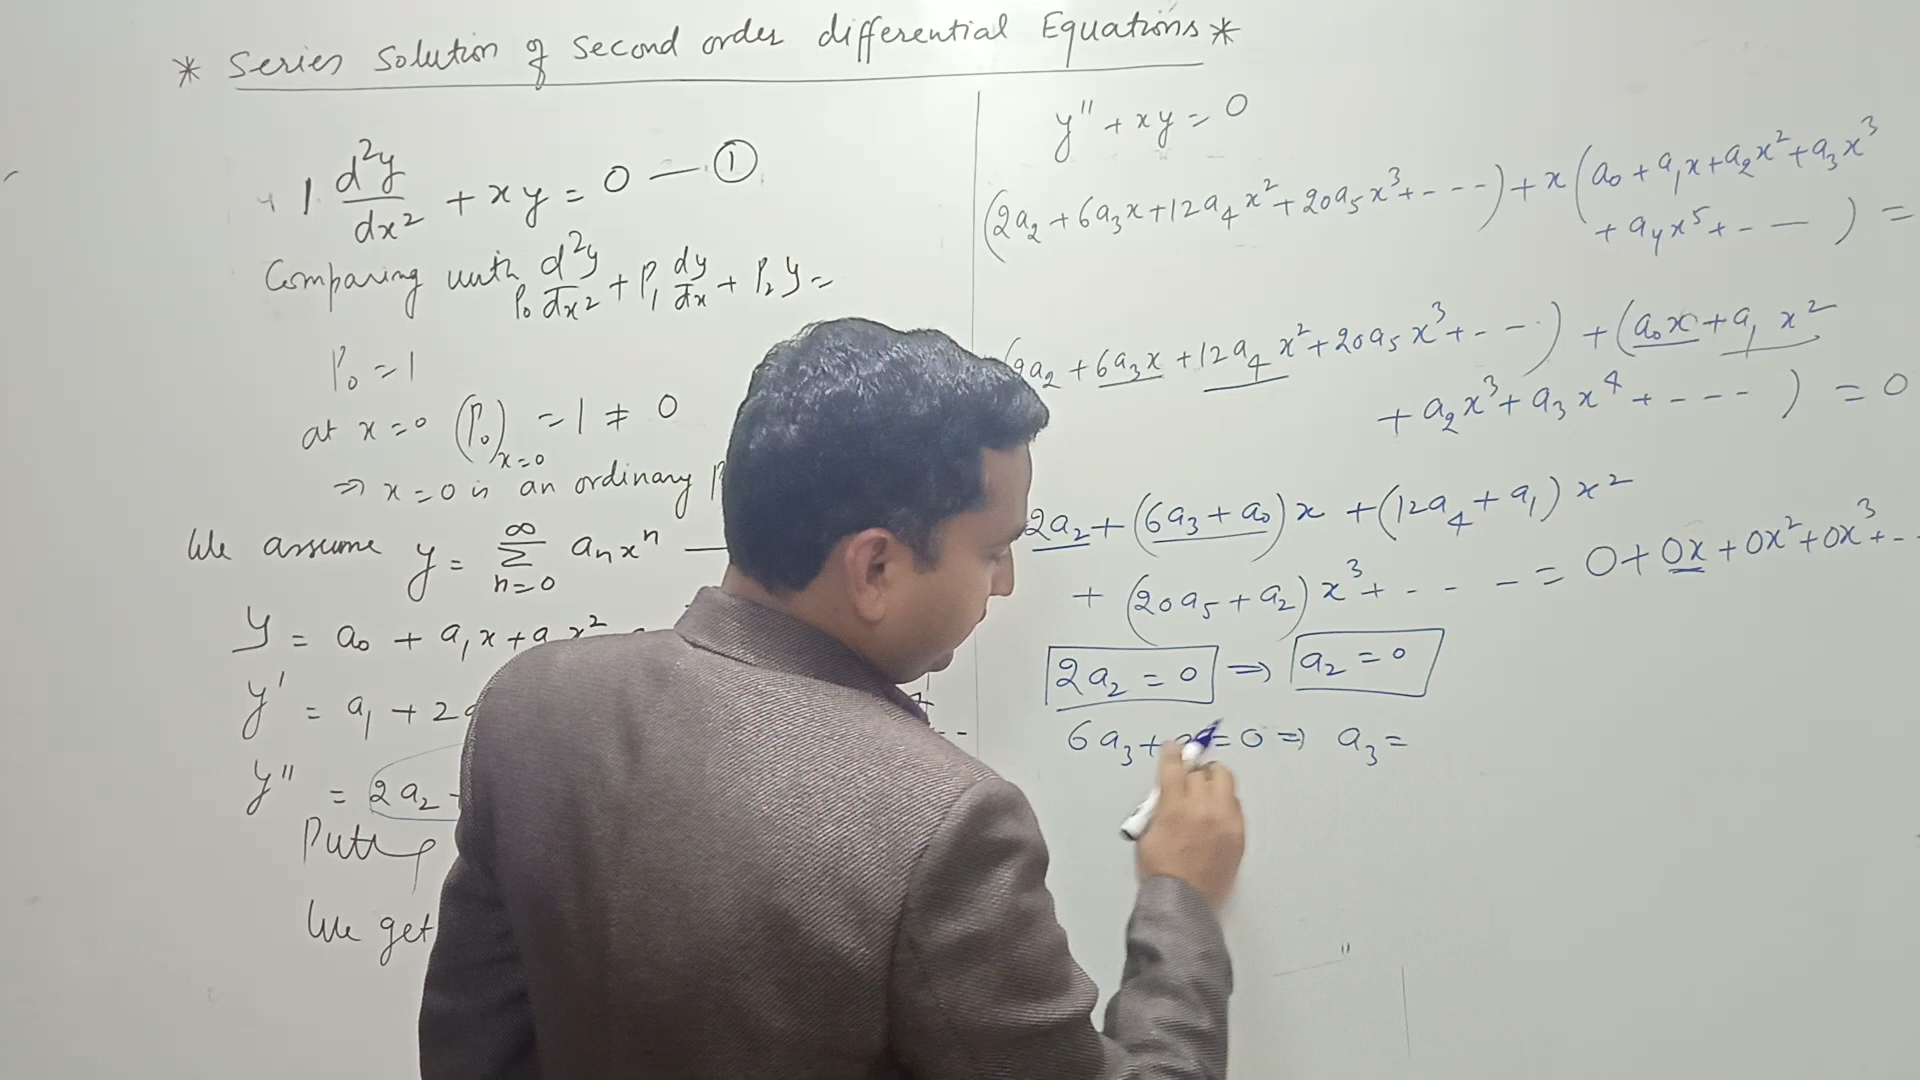 * Series solution of second order differential Equations *
1 d²y/dx² + xy = 0 — ①
Comparing with P₀ d²y/dx² + P₁ dy/dx + P₂ y =
P₀ = 1
at x = 0 (P₀)ₓ₌₀ = 1 ≠ 0
⇒ x = 0 is an ordinary
We assume y = ∑ₙ₌₀^∞ aₙxⁿ —
y = a₀ + a₁x + a x²
y' = a₁ + 2
y'' = 2a₂
Putting
We get
y'' + xy = 0
(2a₂ + 6a₃x + 12a₄x² + 20a₅x³ + - - - -) + x (a₀ + a₁x + a₂x² + a₃x³
+ a₄x⁵ + - - — ) =
a₂ + 6a₃x + 12a₄x² + 20a₅x³ + - - -) + (a₀x + a₁x²
+ a₂x³ + a₃x⁴ + - - - - ) = 0
2a₂ + (6a₃ + a₀)x + (12a₄ + a₁)x²
+ (20a₅ + a₂)x³ + - - - - = 0 + 0x + 0x² + 0x³ + - -
2a₂ = 0 ⇒ a₂ = 0
6a₃ + = 0 ⇒ a₃ =